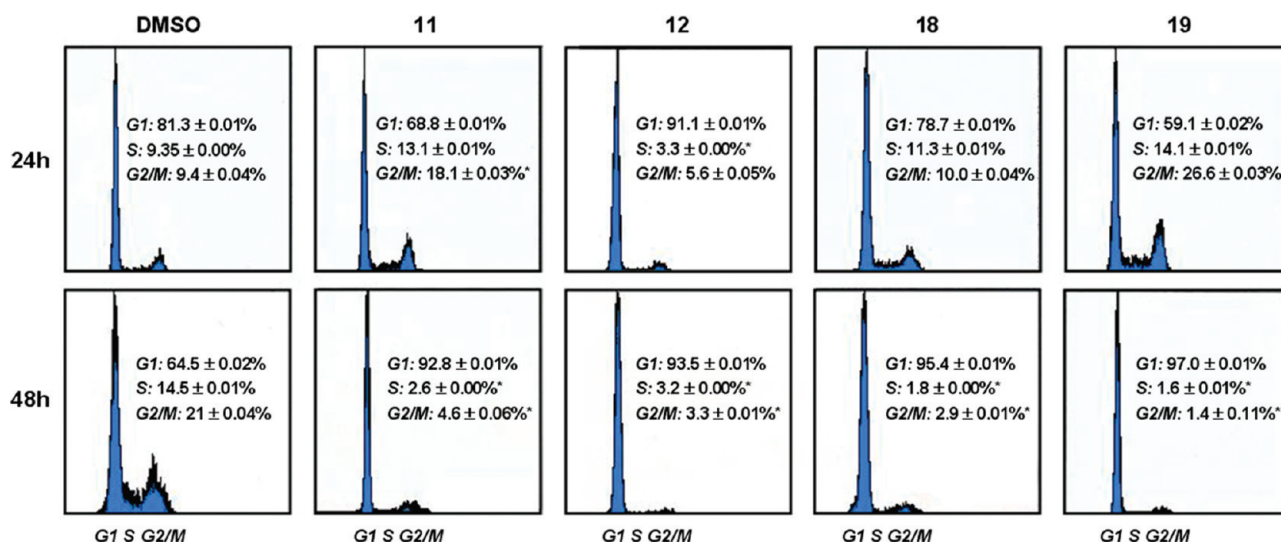 DMSO 11 12 18 19
24h
G1: 81.3 ± 0.01%
S: 9.35 ± 0.00%
G2/M: 9.4 ± 0.04%
G1: 68.8 ± 0.01%
S: 13.1 ± 0.01%
G2/M: 18.1 ± 0.03%*
G1: 91.1 ± 0.01%
S: 3.3 ± 0.00%*
G2/M: 5.6 ± 0.05%
G1: 78.7 ± 0.01%
S: 11.3 ± 0.01%
G2/M: 10.0 ± 0.04%
G1: 59.1 ± 0.02%
S: 14.1 ± 0.01%
G2/M: 26.6 ± 0.03%
48h
G1: 64.5 ± 0.02%
S: 14.5 ± 0.01%
G2/M: 21 ± 0.04%
G1: 92.8 ± 0.01%
S: 2.6 ± 0.00%*
G2/M: 4.6 ± 0.06%*
G1: 93.5 ± 0.01%
S: 3.2 ± 0.00%*
G2/M: 3.3 ± 0.01%*
G1: 95.4 ± 0.01%
S: 1.8 ± 0.00%*
G2/M: 2.9 ± 0.01%*
G1: 97.0 ± 0.01%
S: 1.6 ± 0.01%*
G2/M: 1.4 ± 0.11%*
G1 S G2/M G1 S G2/M G1 S G2/M G1 S G2/M G1 S G2/M